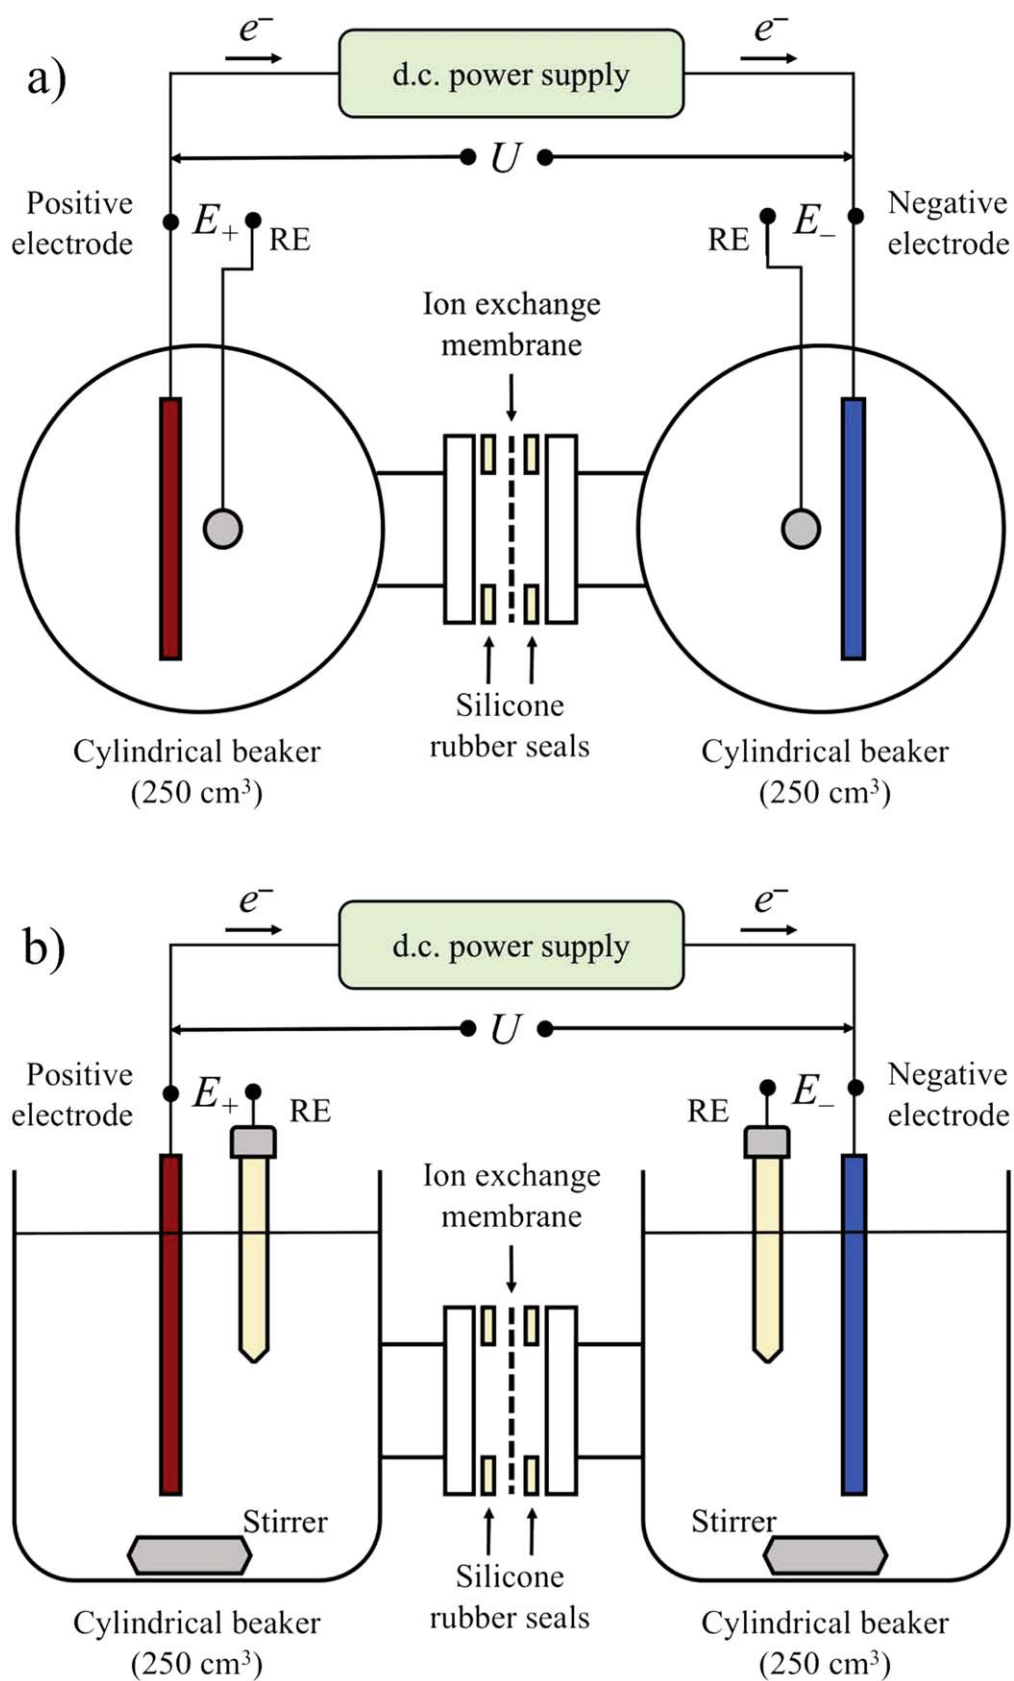 a)
e⁻
d.c. power supply
e⁻
U
Positive
electrode
E₊
RE
RE
E₋
Negative
electrode
Ion exchange
membrane
Silicone
rubber seals
Cylindrical beaker
(250 cm³)
Cylindrical beaker
(250 cm³)
b)
e⁻
d.c. power supply
e⁻
U
Positive
electrode
E₊
RE
RE
E₋
Negative
electrode
Ion exchange
membrane
Stirrer
Stirrer
Silicone
rubber seals
Cylindrical beaker
(250 cm³)
Cylindrical beaker
(250 cm³)